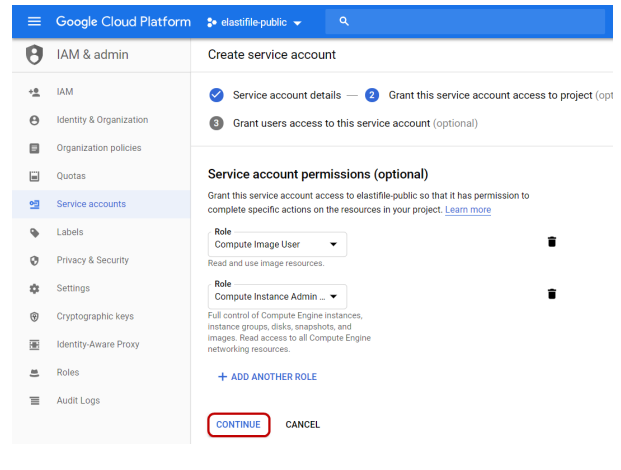 Google Cloud Platform
elastifile-public
IAM & admin
Create service account
Service account details
2
Grant this service account access to project (opt
3
Grant users access to this service account (optional)
IAM
Identity & Organization
Organization policies
Quotas
Service accounts
Labels
Privacy & Security
Settings
Cryptographic keys
Identity-Aware Proxy
Roles
Audit Logs
Service account permissions (optional)
Grant this service account access to elastifile-public so that it has permission to
complete specific actions on the resources in your project. Learn more
Role
Compute Image User
Read and use image resources.
Role
Compute Instance Admin ...
Full control of Compute Engine instances,
instance groups, disks, snapshots, and
images. Read access to all Compute Engine
networking resources.
+ ADD ANOTHER ROLE
CONTINUE
CANCEL